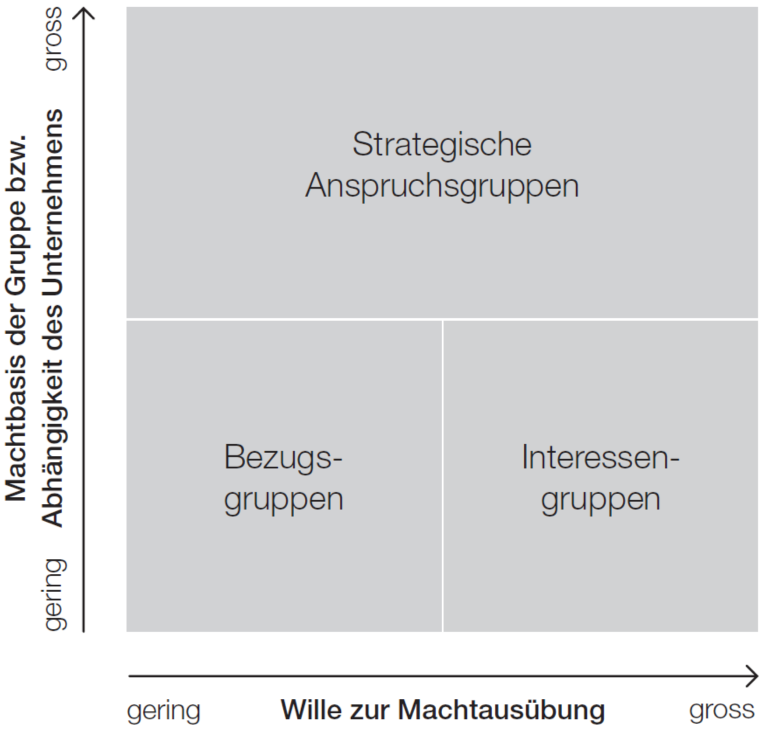 gross
Machtbasis der Gruppe bzw.
Abhängigkeit des Unternehmens
gering
Strategische
Anspruchsgruppen
Bezugs-
gruppen
Interessen-
gruppen
gering
Wille zur Machtausübung
gross